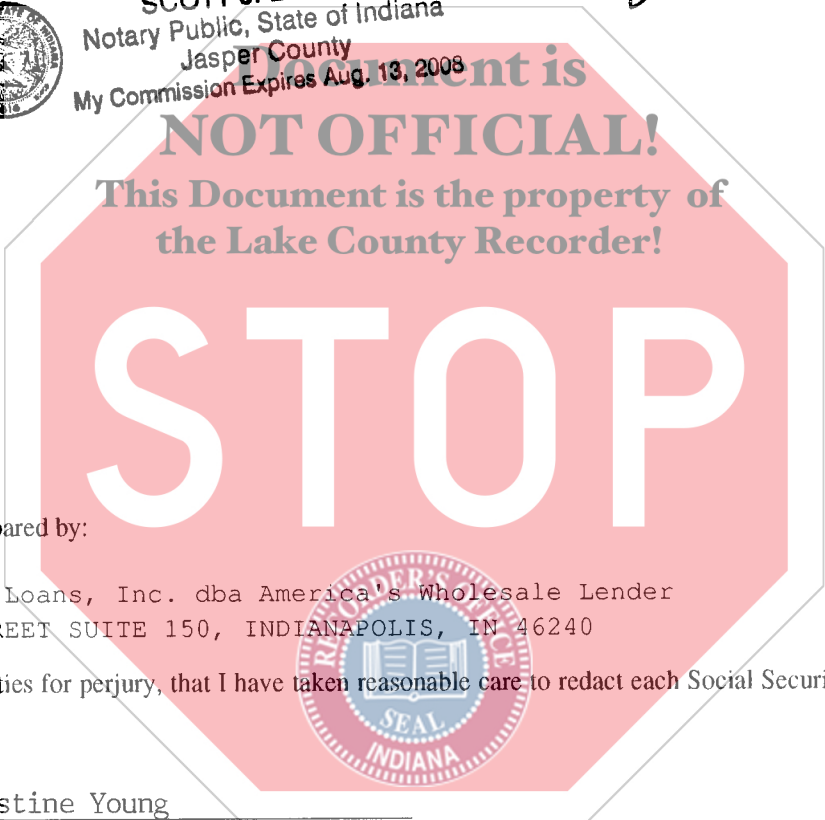 Notary Public, State of Indiana
Jasper County
My Commission Expires Aug. 13, 2008
Document is
NOT OFFICIAL!
This Document is the property of
the Lake County Recorder!
STOP
ared by:
Loans, Inc. dba America's Wholesale Lender
REET SUITE 150, INDIANAPOLIS, IN 46240
ties for perjury, that I have taken reasonable care to redact each Social Securi
RECORDER'S OFFICE
SEAL
INDIANA
stine Young